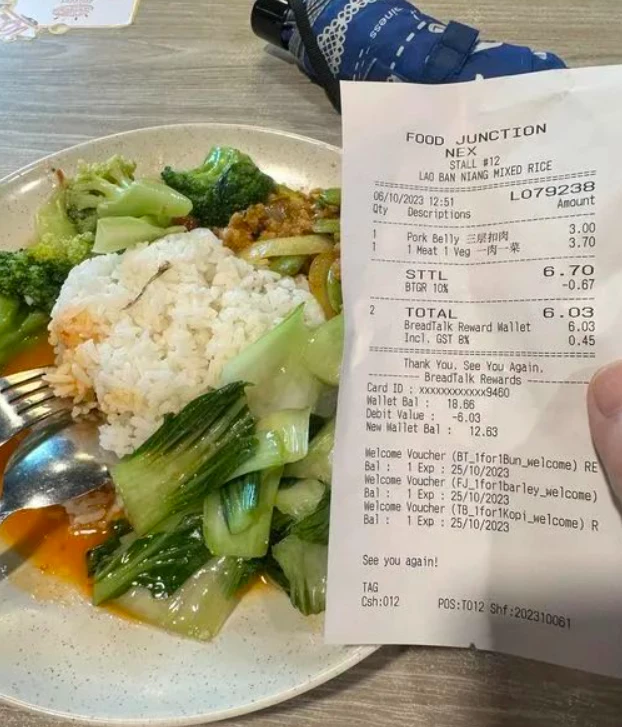 FOOD JUNCTION
NEX
STALL #12
LAO BAN NIANG MIXED RICE
06/10/2023 12:51 L079238
Qty Descriptions Amount
1 Pork Belly 三层扣肉 3.00
1 1 Meat 1 Veg 一肉一菜 3.70
STTL 6.70
BTGR 10% -0.67
2 TOTAL 6.03
BreadTalk Reward Wallet 6.03
Incl. GST 8% 0.45
Thank You. See You Again.
BreadTalk Rewards
Card ID : xxxxxxxxxxxx9460
Wallet Bal : 18.66
Debit Value : -6.03
New Wallet Bal : 12.63
Welcome Voucher (BT_1for1Bun_welcome) RE
Bal : 1 Exp : 25/10/2023
Welcome Voucher (FJ_1for1barley_welcome)
Bal : 1 Exp : 25/10/2023
Welcome Voucher (TB_1for1Kopi_welcome) R
Bal : 1 Exp : 25/10/2023
See you again!
TAG
Csh:012 POS:T012 Shf:202310061